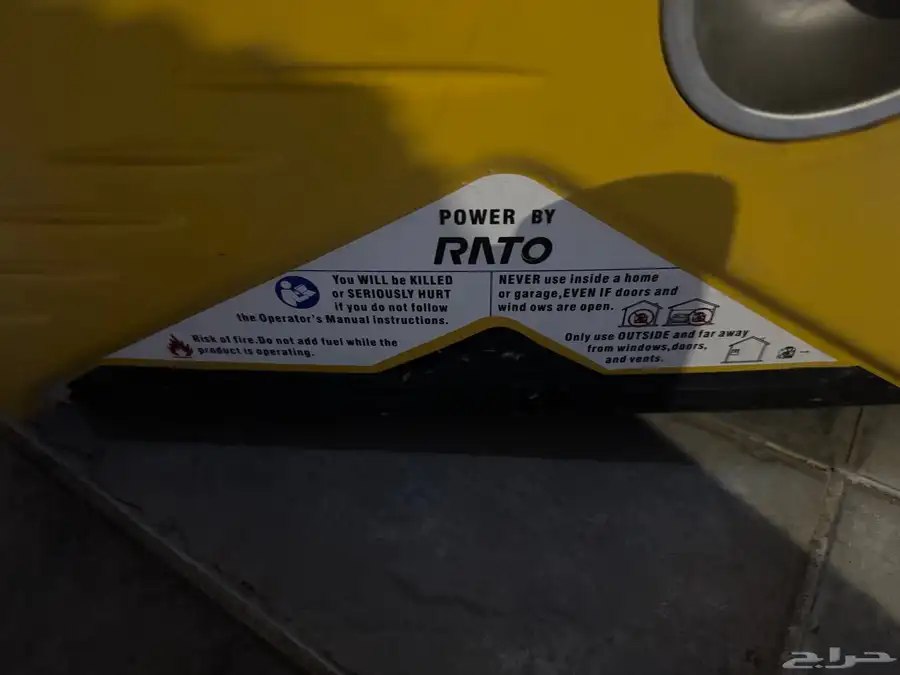 POWER BY
RATO
You WILL be KILLED
or SERIOUSLY HURT
if you do not follow
the Operator's Manual instructions.
Risk of fire.Do not add fuel while the
product is operating.
NEVER use inside a home
or garage,EVEN IF doors and
wind ows are open.
Only use OUTSIDE and far away
from windows,doors,
and vents.
حراج